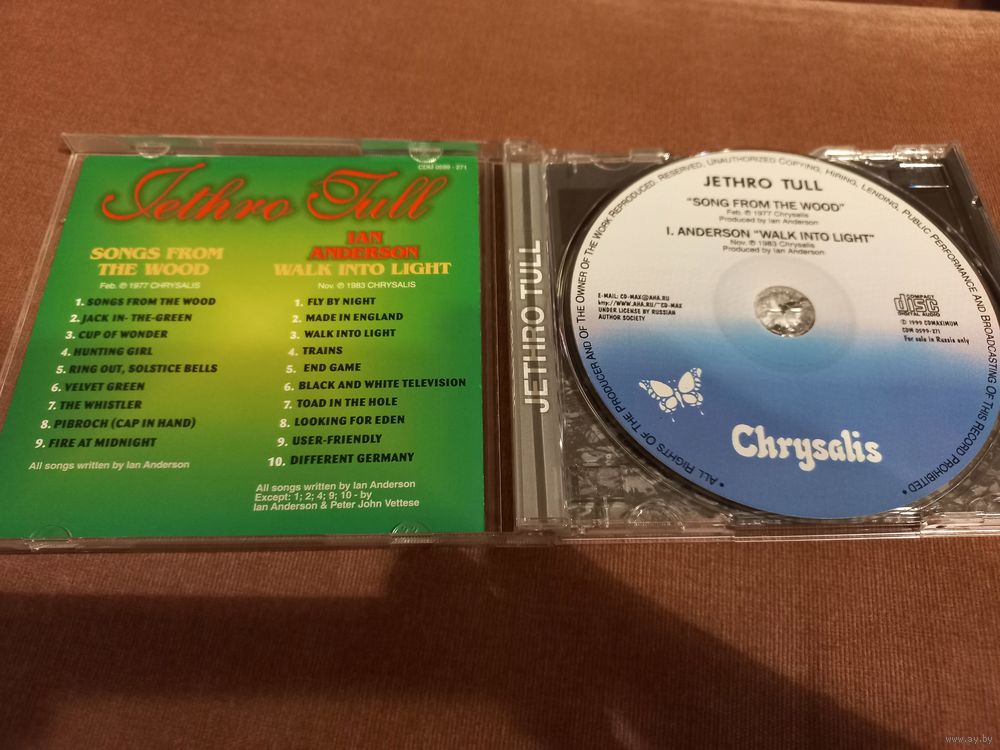 CDM 0599 - 271
Jethro Tull
SONGS FROM
THE WOOD
Feb. ℗ 1977 CHRYSALIS
1. SONGS FROM THE WOOD
2. JACK IN- THE-GREEN
3. CUP OF WONDER
4. HUNTING GIRL
5. RING OUT, SOLSTICE BELLS
6. VELVET GREEN
7. THE WHISTLER
8. PIBROCH (CAP IN HAND)
9. FIRE AT MIDNIGHT
All songs written by Ian Anderson
IAN
ANDERSON
WALK INTO LIGHT
Nov. ℗ 1983 CHRYSALIS
1. FLY BY NIGHT
2. MADE IN ENGLAND
3. WALK INTO LIGHT
4. TRAINS
5. END GAME
6. BLACK AND WHITE TELEVISION
7. TOAD IN THE HOLE
8. LOOKING FOR EDEN
9. USER-FRIENDLY
10. DIFFERENT GERMANY
All songs written by Ian Anderson
Except: 1; 2; 4; 9; 10 - by
Ian Anderson & Peter John Vettese
JETHRO TULL
• ALL RIGHTS OF THE PRODUCER AND OF THE OWNER OF THE WORK REPRODUCED, RESERVED, UNAUTHORIZED COPYING, HIRING, LENDING, PUBLIC PERFORMANCE AND BROADCASTING OF THIS RECORD PROHIBITED •
JETHRO TULL
"SONG FROM THE WOOD"
Feb. ℗ 1977 Chrysalis
Produced by Ian Anderson
I. ANDERSON "WALK INTO LIGHT"
Nov. ℗ 1983 Chrysalis
Produced by Ian Anderson
E-MAIL: CD-MAX@AHA.RU
http://WWW.AHA.RU/~CD-MAX
UNDER LICENSE BY RUSSIAN
AUTHOR SOCIETY
COMPACT
disc
DIGITAL AUDIO
© 1999 CDMAXIMUM
CDM 0599-271
For sale in Russia only
Chrysalis
www.ay.by